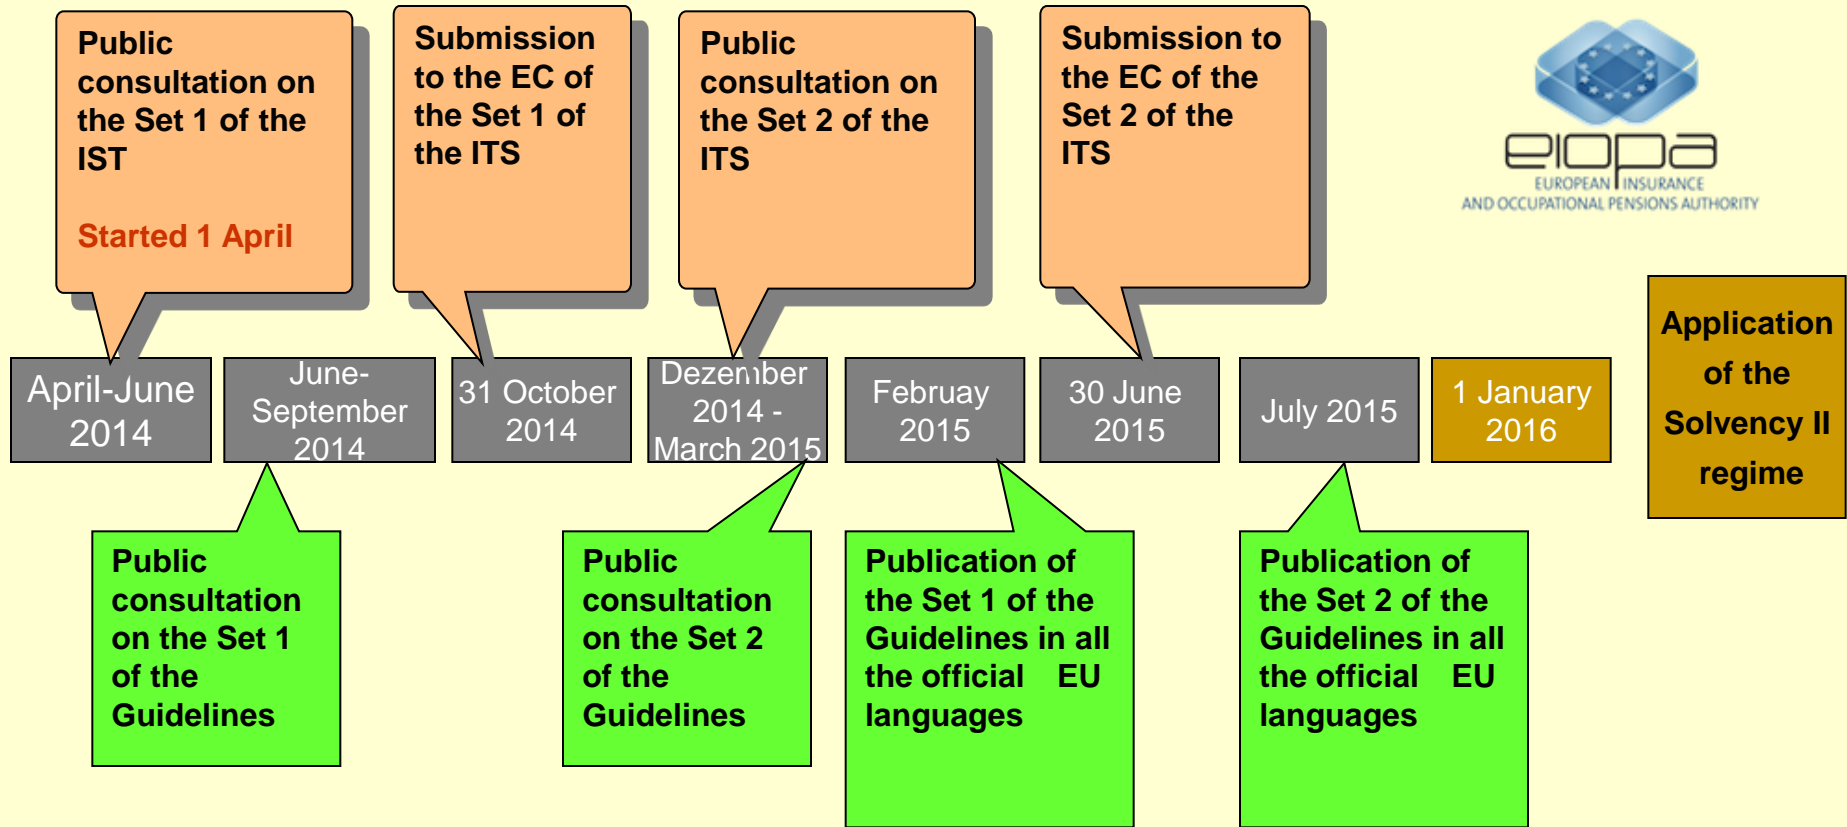 Public
consultation on
the Set 1 of the
IST
Started 1 April
Submission
to the EC of
the Set 1 of
the ITS
Public
consultation on
the Set 2 of the
ITS
Submission to
the EC of the
Set 2 of the
ITS
eiopa
EUROPEAN INSURANCE
AND OCCUPATIONAL PENSIONS AUTHORITY
April-June
2014
June-
September
2014
31 October
2014
Dezember
2014 -
March 2015
Februay
2015
30 June
2015
July 2015
1 January
2016
Application
of the
Solvency II
regime
Public
consultation
on the Set 1
of the
Guidelines
Public
consultation
on the Set 2
of the
Guidelines
Publication of
the Set 1 of the
Guidelines in all
the official EU
languages
Publication of
the Set 2 of the
Guidelines in all
the official EU
languages